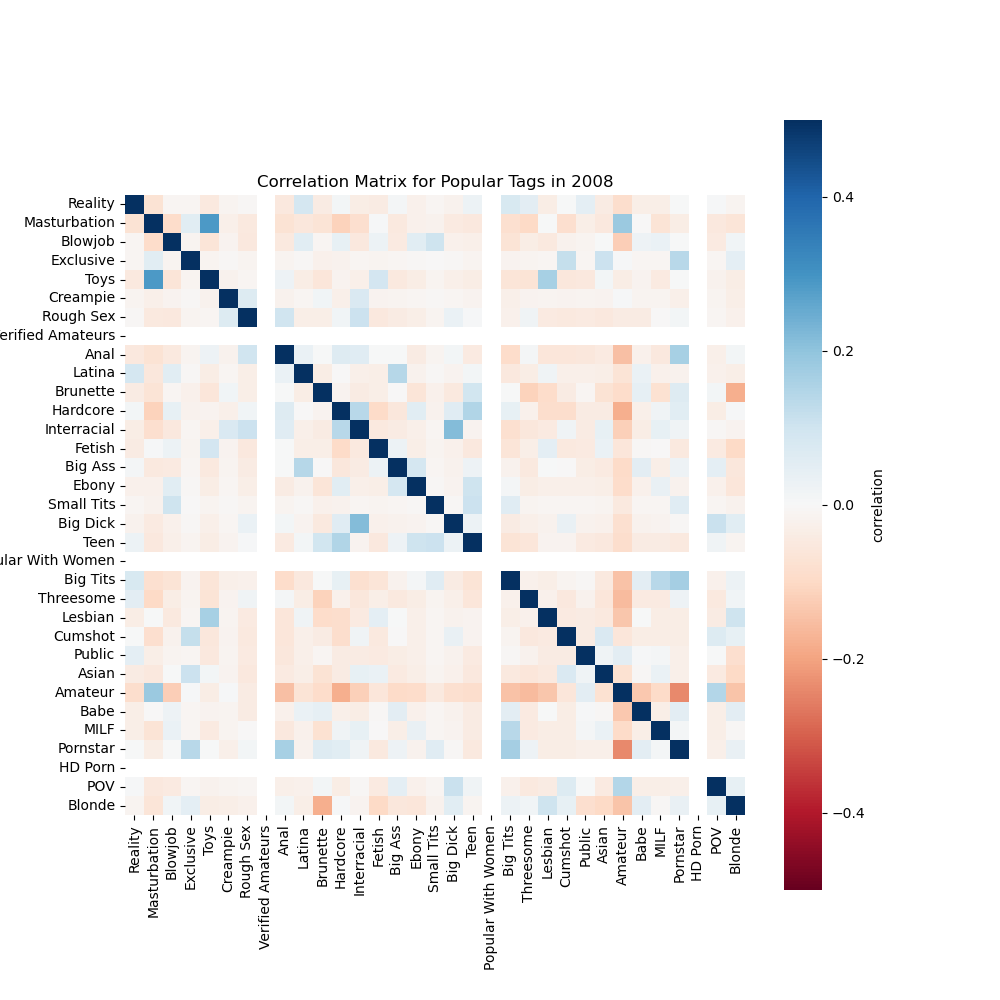 Correlation Matrix for Popular Tags in 2008
Reality
Masturbation
Blowjob
Exclusive
Toys
Creampie
Rough Sex
erified Amateurs
Anal
Latina
Brunette
Hardcore
Interracial
Fetish
Big Ass
Ebony
Small Tits
Big Dick
Teen
ular With Women
Big Tits
Threesome
Lesbian
Cumshot
Public
Asian
Amateur
Babe
MILF
Pornstar
HD Porn
POV
Blonde
Reality
Masturbation
Blowjob
Exclusive
Toys
Creampie
Rough Sex
Verified Amateurs
Anal
Latina
Brunette
Hardcore
Interracial
Fetish
Big Ass
Ebony
Small Tits
Big Dick
Teen
Popular With Women
Big Tits
Threesome
Lesbian
Cumshot
Public
Asian
Amateur
Babe
MILF
Pornstar
HD Porn
POV
Blonde
0.4
0.2
0.0
−0.2
−0.4
correlation